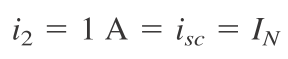 i₂ = 1 A = i_sc = I_N